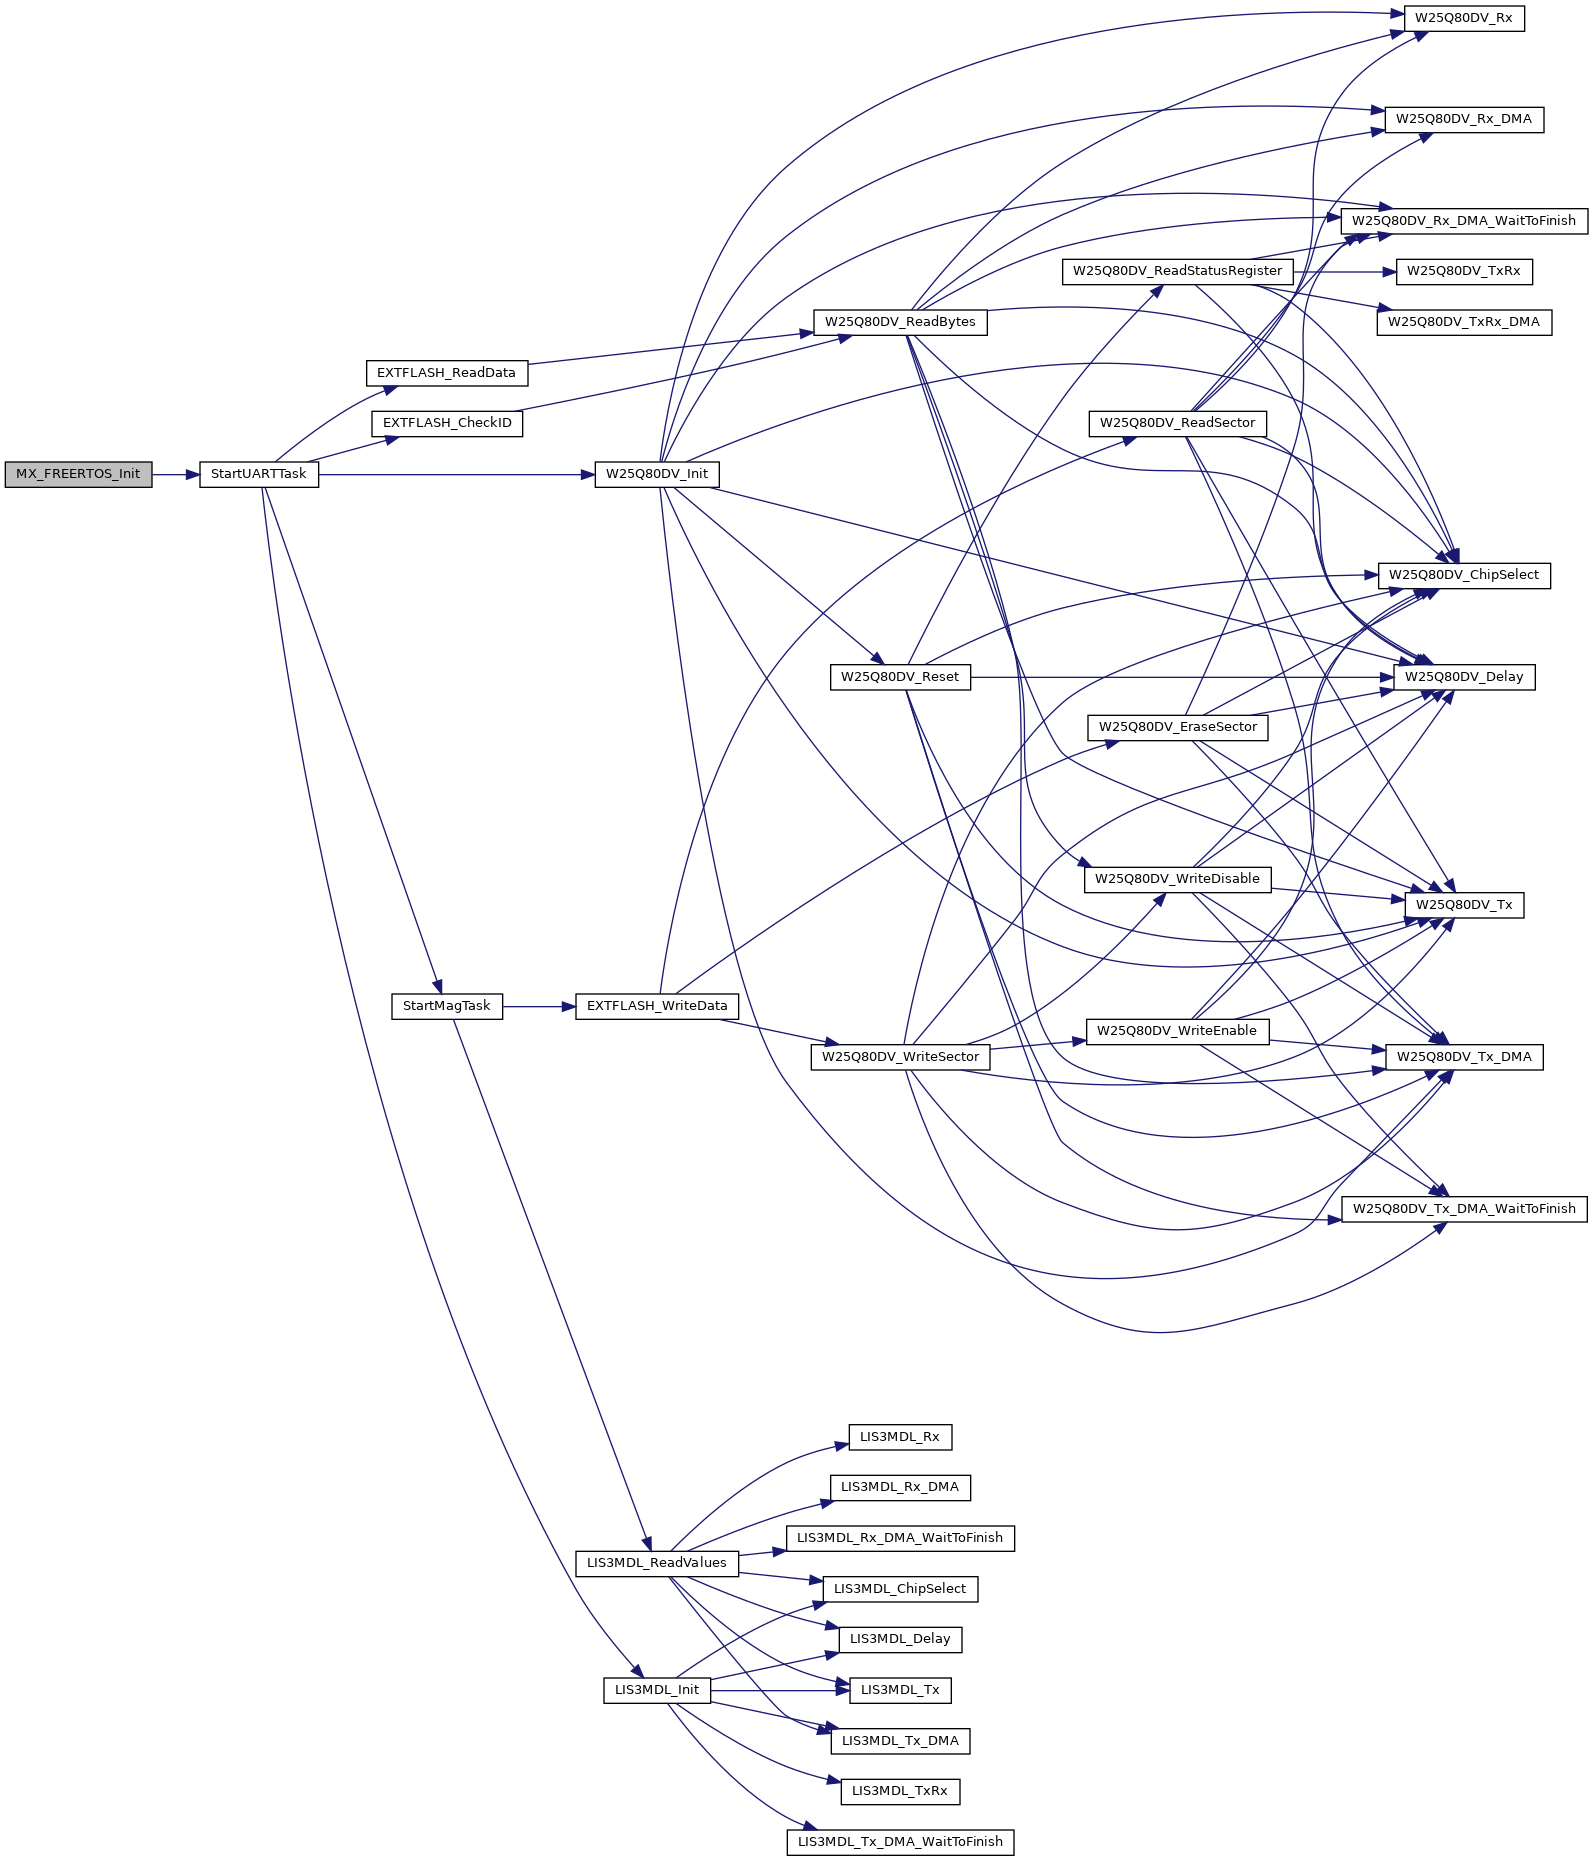 MX_FREERTOS_Init
StartUARTTask
EXTFLASH_ReadData
EXTFLASH_CheckID
W25Q80DV_Init
StartMagTask
EXTFLASH_WriteData
LIS3MDL_ReadValues
LIS3MDL_Init
W25Q80DV_ReadBytes
W25Q80DV_Reset
W25Q80DV_WriteSector
LIS3MDL_Rx
LIS3MDL_Rx_DMA
LIS3MDL_Rx_DMA_WaitToFinish
LIS3MDL_ChipSelect
LIS3MDL_Delay
LIS3MDL_Tx
LIS3MDL_Tx_DMA
LIS3MDL_TxRx
LIS3MDL_Tx_DMA_WaitToFinish
W25Q80DV_ReadStatusRegister
W25Q80DV_ReadSector
W25Q80DV_EraseSector
W25Q80DV_WriteDisable
W25Q80DV_WriteEnable
W25Q80DV_Rx
W25Q80DV_Rx_DMA
W25Q80DV_Rx_DMA_WaitToFinish
W25Q80DV_TxRx
W25Q80DV_TxRx_DMA
W25Q80DV_ChipSelect
W25Q80DV_Delay
W25Q80DV_Tx
W25Q80DV_Tx_DMA
W25Q80DV_Tx_DMA_WaitToFinish